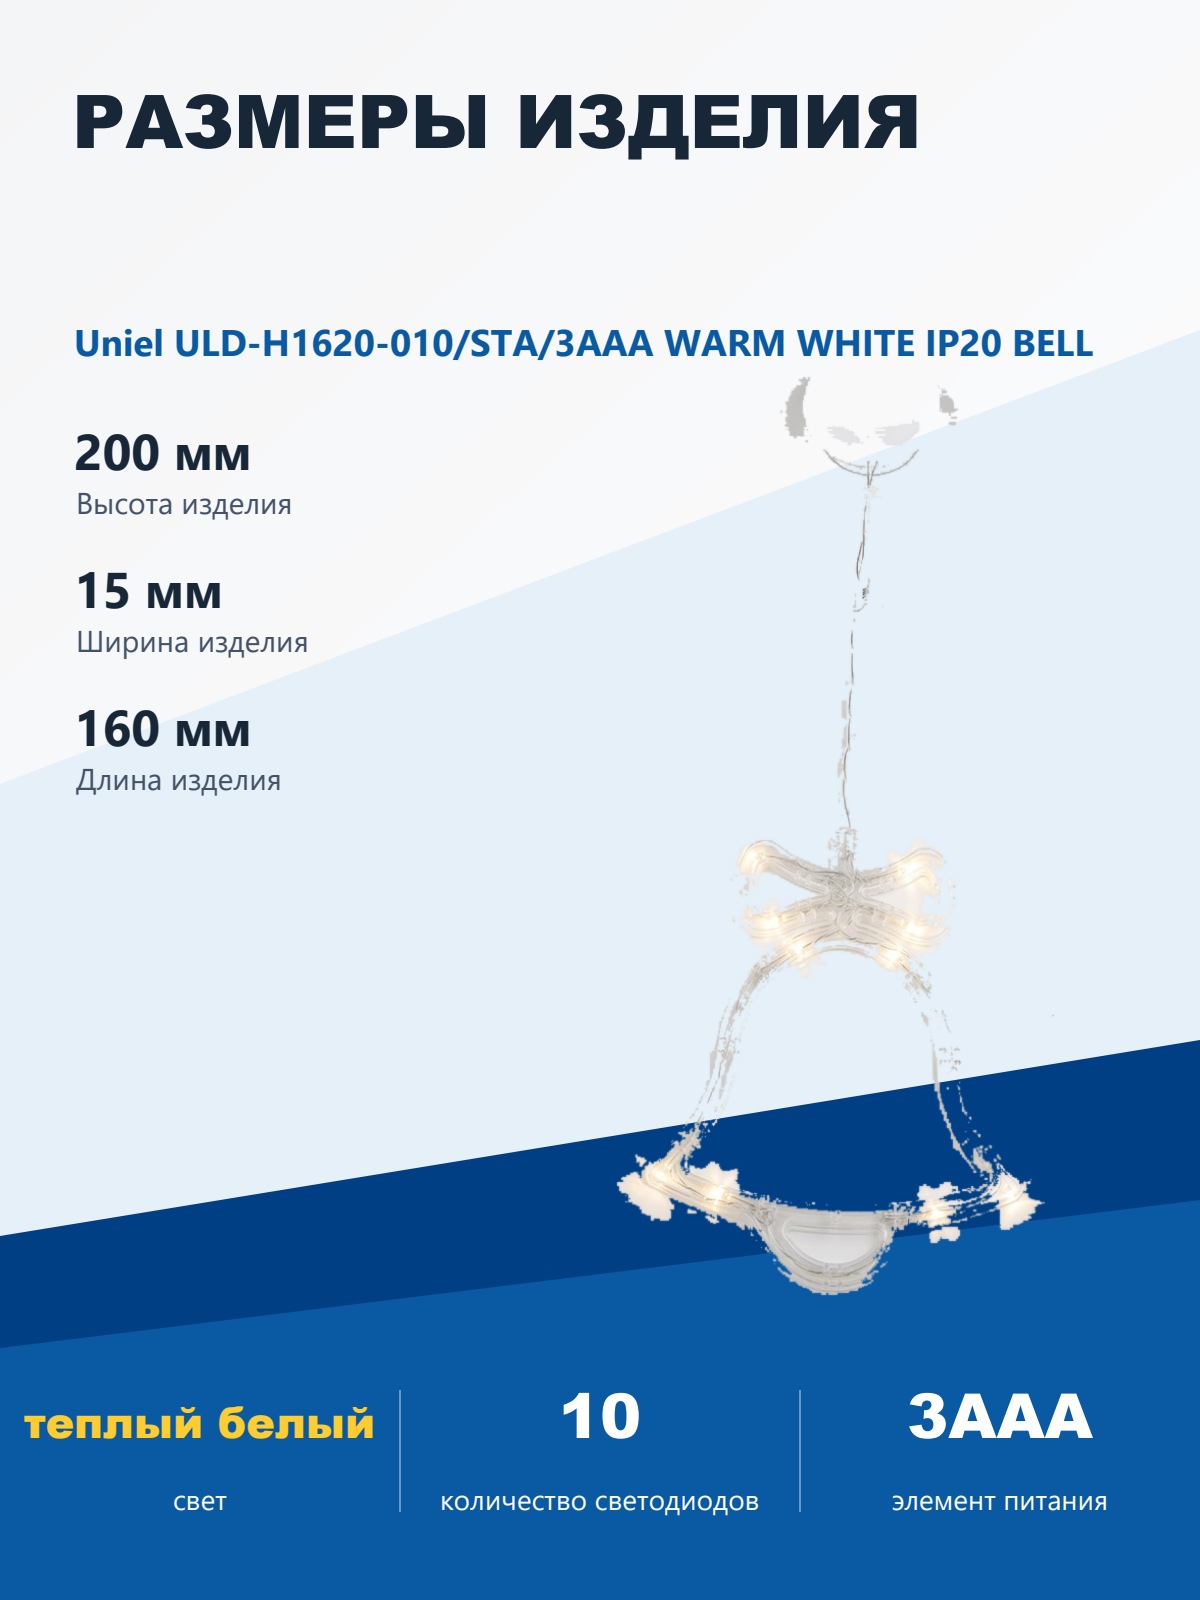 РАЗМЕРЫ ИЗДЕЛИЯ
Uniel ULD-H1620-010/STA/3AAA WARM WHITE IP20 BELL
200 мм
Высота изделия
15 мм
Ширина изделия
160 мм
Длина изделия
теплый белый
свет
10
количество светодиодов
3AAA
элемент питания